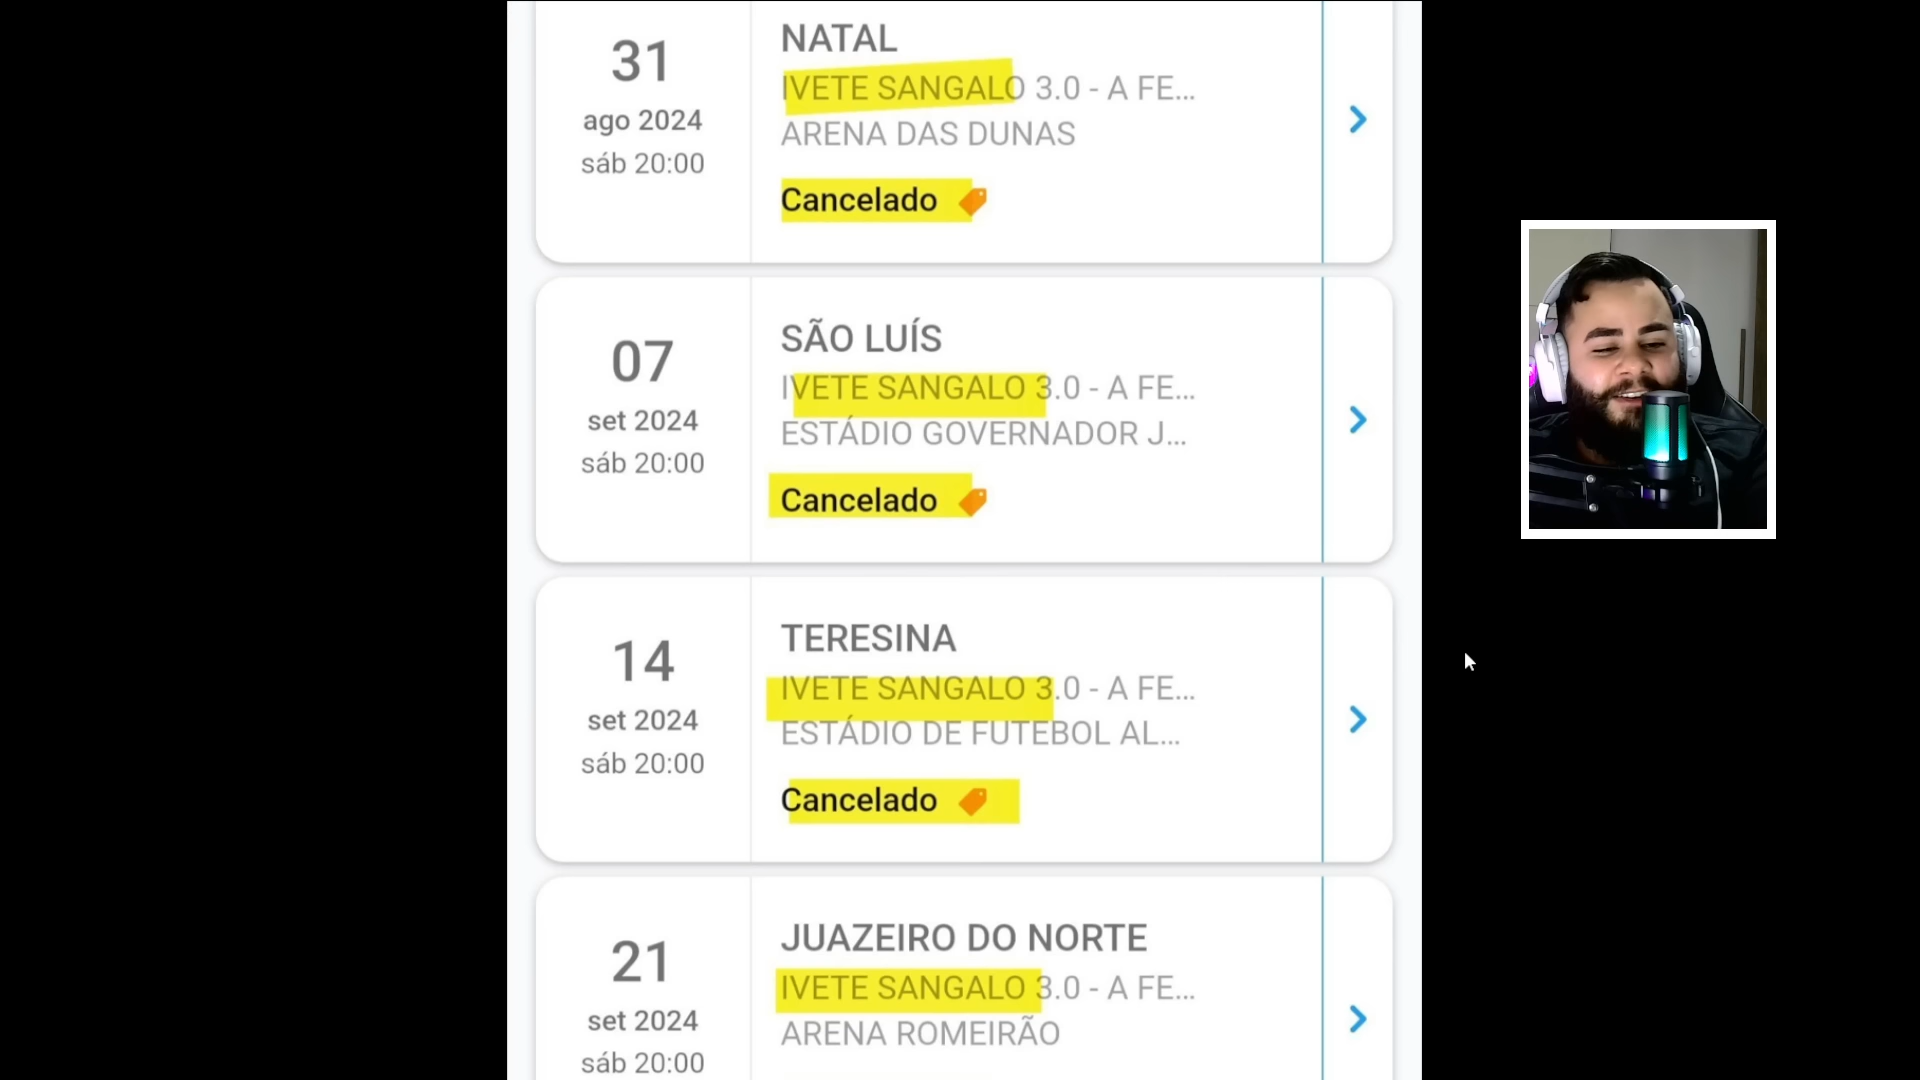 31
ago 2024
sáb 20:00
NATAL
IVETE SANGALO 3.0 - A FE...
ARENA DAS DUNAS
Cancelado
07
set 2024
sáb 20:00
SÃO LUÍS
IVETE SANGALO 3.0 - A FE...
ESTÁDIO GOVERNADOR J...
Cancelado
14
set 2024
sáb 20:00
TERESINA
IVETE SANGALO 3.0 - A FE...
ESTÁDIO DE FUTEBOL AL...
Cancelado
21
set 2024
sáb 20:00
JUAZEIRO DO NORTE
IVETE SANGALO 3.0 - A FE...
ARENA ROMEIRÃO